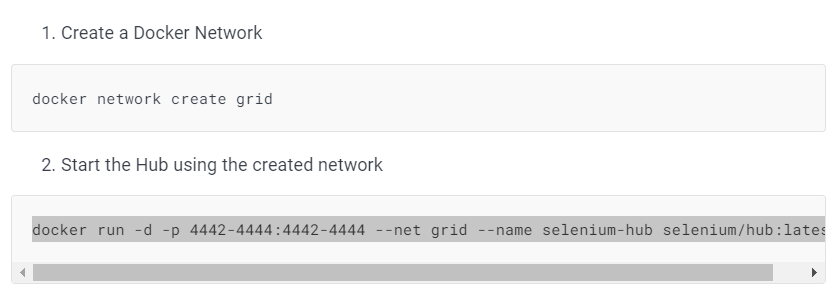 1. Create a Docker Network
docker network create grid
2. Start the Hub using the created network
docker run -d -p 4442-4444:4442-4444 --net grid --name selenium-hub selenium/hub:lates